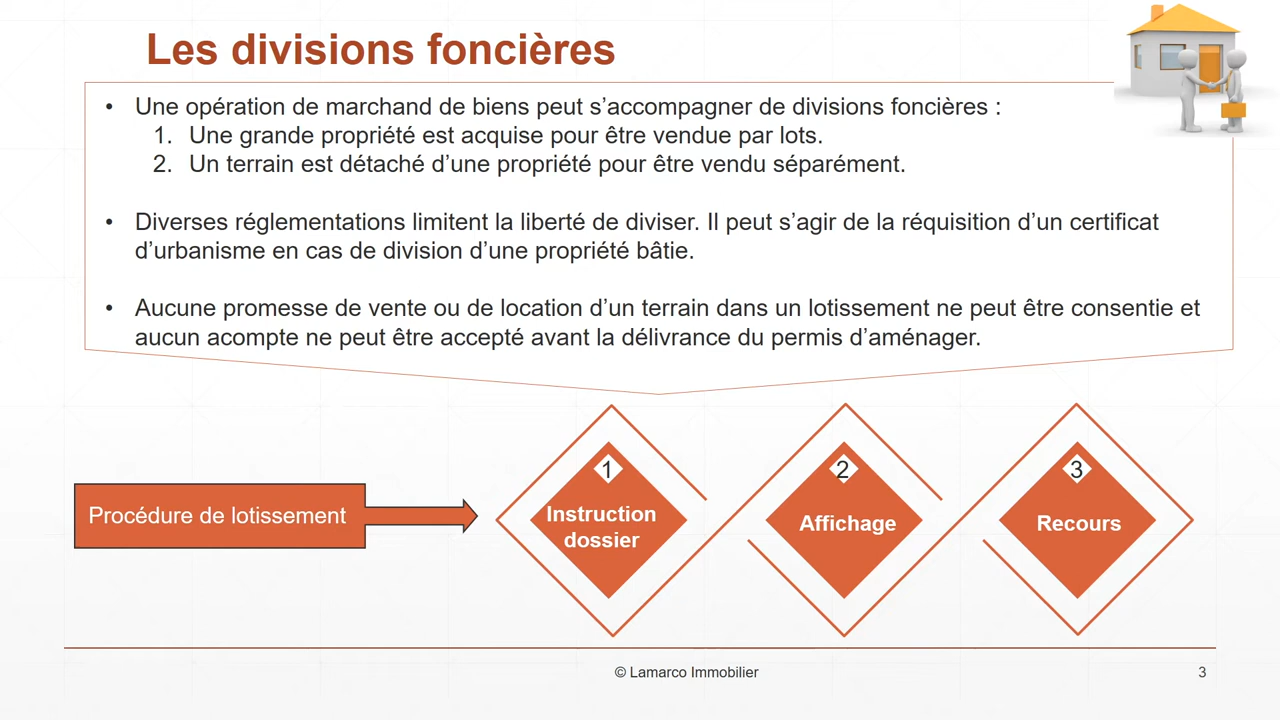 Les divisions foncières
• Une opération de marchand de biens peut s’accompagner de divisions foncières :
1. Une grande propriété est acquise pour être vendue par lots.
2. Un terrain est détaché d’une propriété pour être vendu séparément.
• Diverses réglementations limitent la liberté de diviser. Il peut s’agir de la réquisition d’un certificat
d’urbanisme en cas de division d’une propriété bâtie.
• Aucune promesse de vente ou de location d’un terrain dans un lotissement ne peut être consentie et
aucun acompte ne peut être accepté avant la délivrance du permis d’aménager.
Procédure de lotissement
1
Instruction
dossier
2
Affichage
3
Recours
© Lamarco Immobilier
3